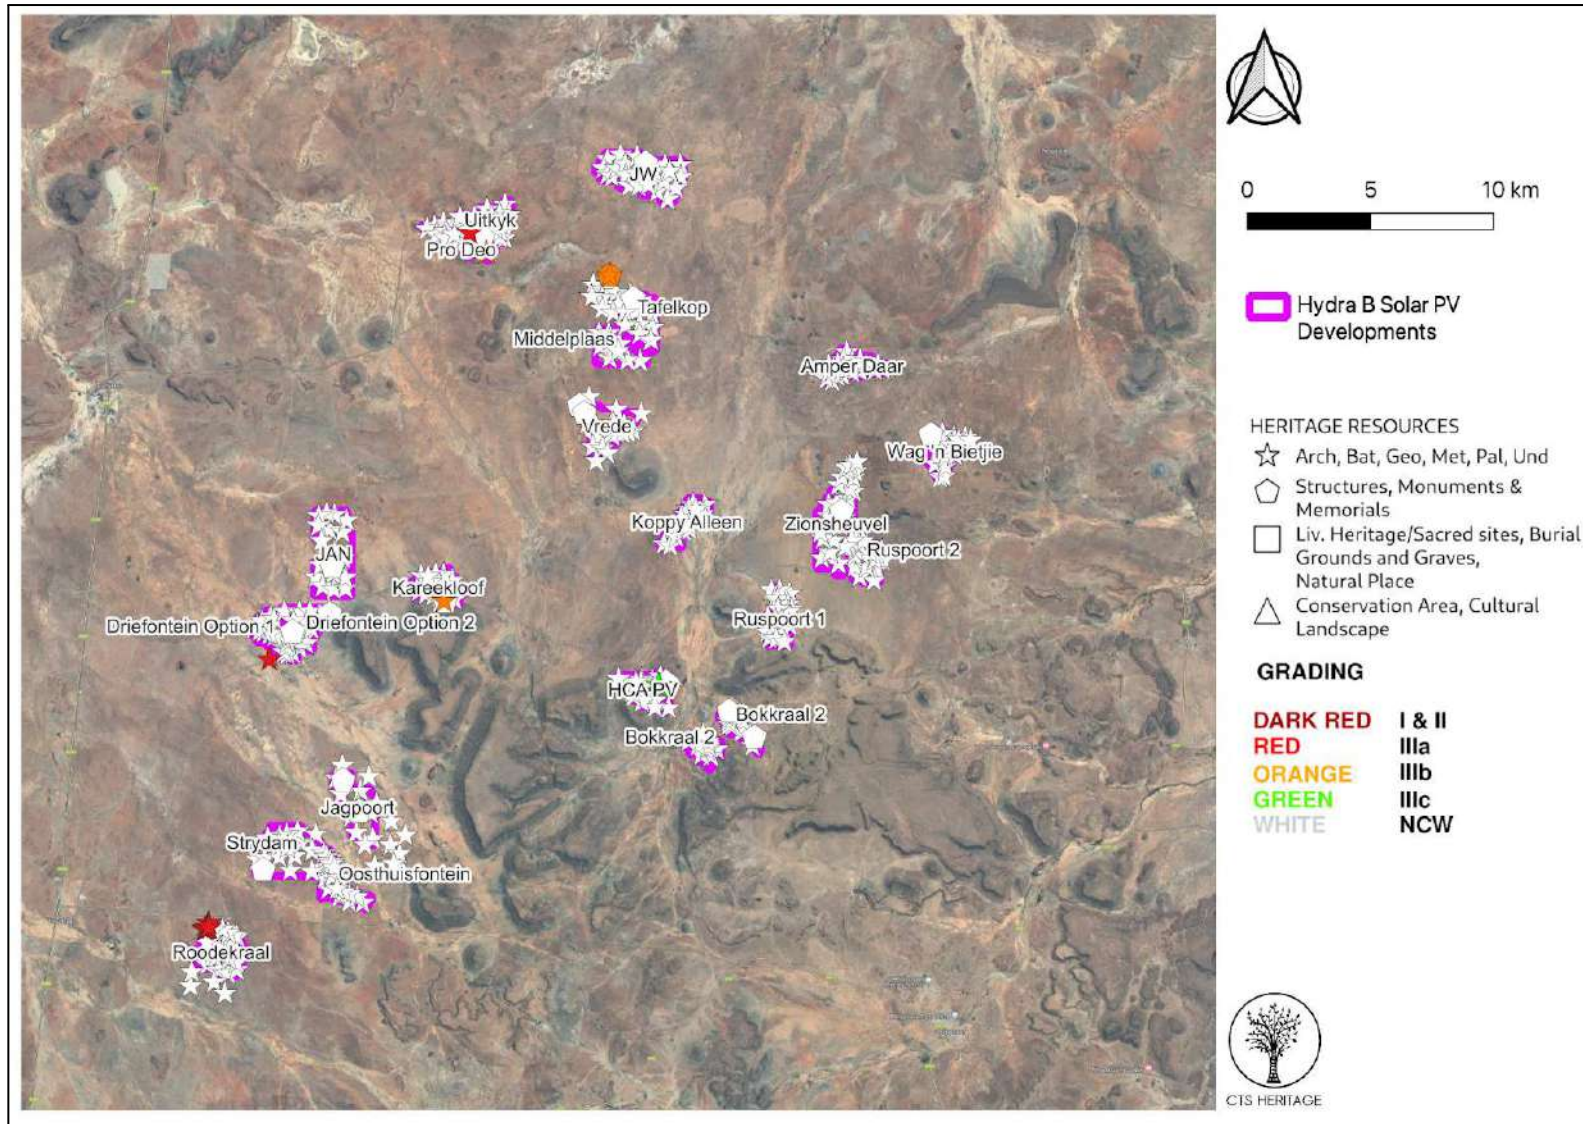 JW
Uitkyk
Pro Deo
Tafelkop
Middelplaas
Amper Daar
Vrede
Wag 'n Bietjie
Koppy Alleen
Zionsheuvel
Ruspoort 2
JAN
Kareekloof
Driefontein Option 1
Driefontein Option 2
Ruspoort 1
HCA PV
Bokkraal 2
Bokkraal 2
Jagpoort
Strydam
Oosthuisfontein
Roodekraal
0 5 10 km
Hydra B Solar PV
Developments
HERITAGE RESOURCES
Arch, Bat, Geo, Met, Pal, Und
Structures, Monuments &
Memorials
Liv. Heritage/Sacred sites, Burial
Grounds and Graves,
Natural Place
Conservation Area, Cultural
Landscape
GRADING
DARK RED I & II
RED IIIa
ORANGE IIIb
GREEN IIIc
WHITE NCW
CTS HERITAGE